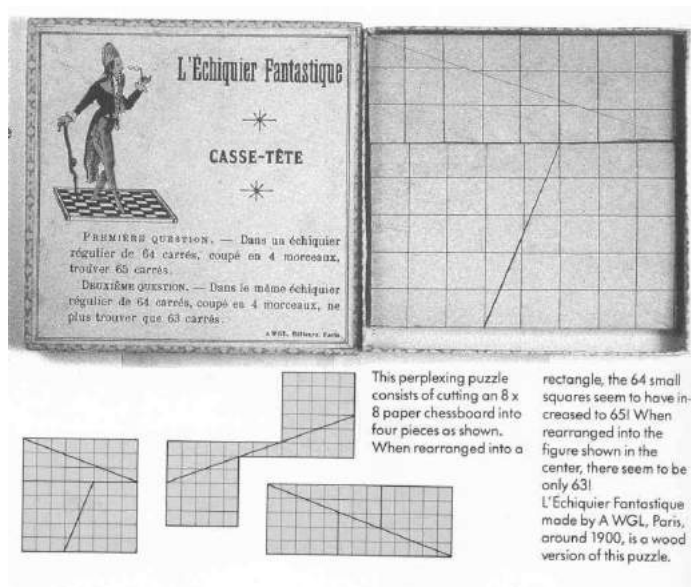 L'Échiquier Fantastique
CASSE-TÊTE
PREMIÈRE QUESTION. — Dans un échiquier
régulier de 64 carrés, coupé en 4 morceaux,
trouver 65 carrés.
DEUXIÈME QUESTION. — Dans le même échiquier
régulier de 64 carrés, coupé en 4 morceaux, ne
plus trouver que 63 carrés.
A WGL, Éditeurs, Paris
This perplexing puzzle
consists of cutting an 8 x
8 paper chessboard into
four pieces as shown.
When rearranged into a
rectangle, the 64 small
squares seem to have in-
creased to 65! When
rearranged into the
figure shown in the
center, there seem to be
only 63!
L'Echiquier Fantastique
made by A WGL, Paris,
around 1900, is a wood
version of this puzzle.